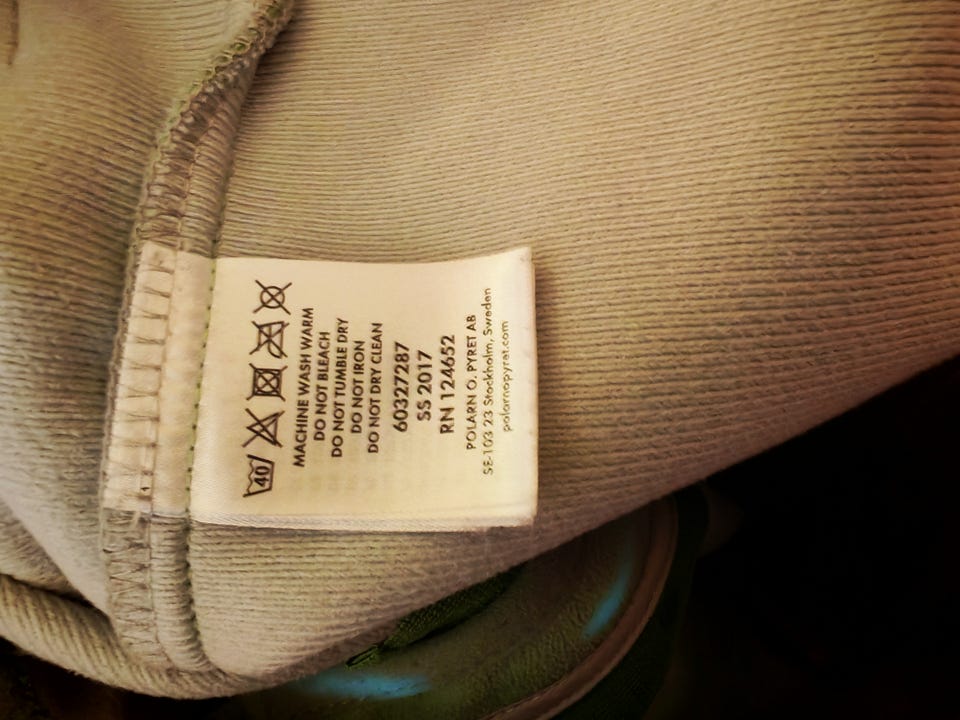 40
MACHINE WASH WARM
DO NOT BLEACH
DO NOT TUMBLE DRY
DO NOT IRON
DO NOT DRY CLEAN
60327287
SS 2017
RN 124652
POLARN O. PYRET AB
SE-103 23 Stockholm, Sweden
polarnopyret.com